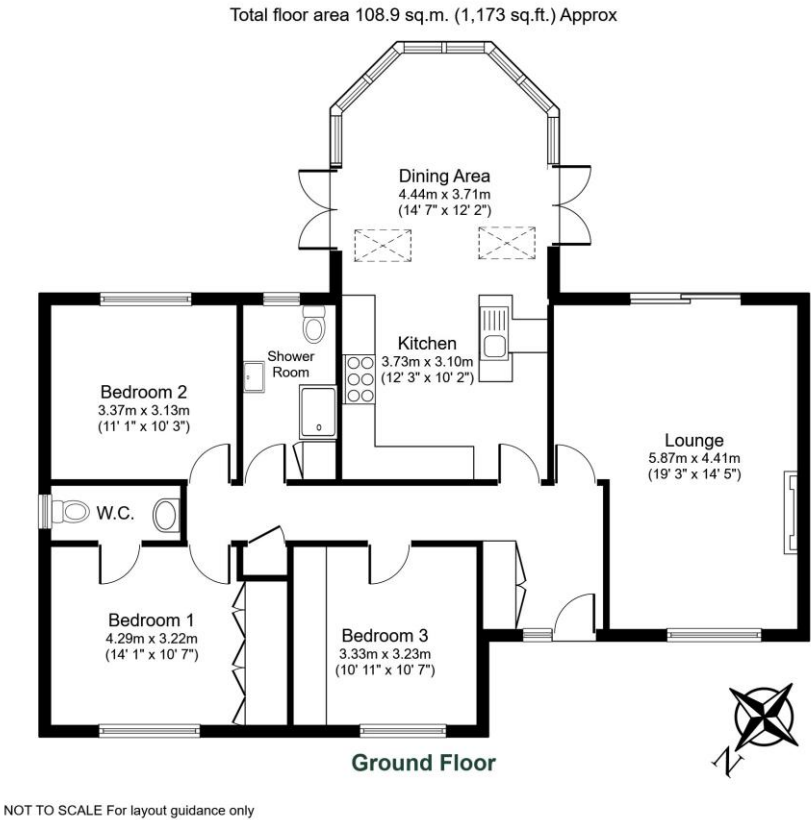 Total floor area 108.9 sq.m. (1,173 sq.ft.) Approx
Dining Area
4.44m x 3.71m
(14' 7" x 12' 2")
Kitchen
3.73m x 3.10m
(12' 3" x 10' 2")
Shower
Room
Bedroom 2
3.37m x 3.13m
(11' 1" x 10' 3")
Lounge
5.87m x 4.41m
(19' 3" x 14' 5")
W.C.
Bedroom 1
4.29m x 3.22m
(14' 1" x 10' 7")
Bedroom 3
3.33m x 3.23m
(10' 11" x 10' 7")
N
Ground Floor
NOT TO SCALE For layout guidance only